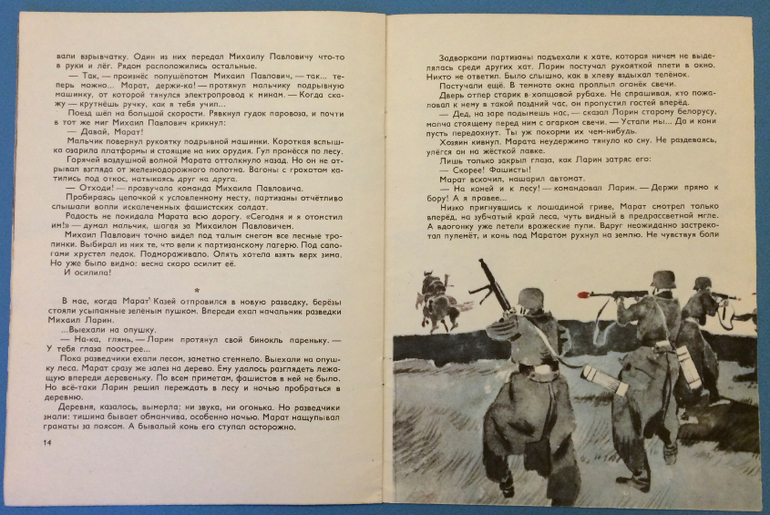 вали взрывчатку. Один из них передал Михаилу Павловичу что-то
в руки и лёг. Рядом расположились остальные.
— Так, — произнёс полушёпотом Михаил Павлович, — так... те-
перь можно... Марат, держи-ка! — протянул мальчику подрывную
машинку, от которой тянулся электропровод к минам. — Когда ска-
жу — крутнёшь ручку, как я тебя учил...
Поезд шёл на большой скорости. Рявкнул гудок паровоза, и почти
в тот же миг Михаил Павлович крикнул:
— Давай, Марат!
Мальчик повернул рукоятку подрывной машинки. Короткая вспыш-
ка озарила платформы и стоящие на них орудия. Гул пронёсся по лесу.
Горячей воздушной волной Марата оттолкнуло назад. Но он не от-
рывал взгляда от железнодорожного полотна. Вагоны с грохотом ка-
тились под откос, натыкаясь друг на друга.
— Отходи! — прозвучала команда Михаила Павловича.
Пробираясь цепочкой к условленному месту, партизаны отчётливо
слышали вопли искалеченных фашистских солдат.
Радость не покидала Марата всю дорогу. «Сегодня и я отомстил
им!» — думал мальчик, шагая за Михаилом Павловичем.
Михаил Павлович точно видел под талым снегом все лесные тро-
пинки. Выбирал из них те, что вели к партизанскому лагерю. Под сапо-
гами хрустел ледок. Подмораживало. Опять хотела взять верх зима.
Но уже было видно: весна скоро осилит её.
И осилила!
*
В мае, когда Марат Казей отправился в новую разведку, берёзы
стояли усыпанные зелёным пушком. Впереди ехал начальник разведки
Михаил Ларин.
...Выехали на опушку.
— На-ка, глянь. — Ларин протянул свой бинокль пареньку. —
У тебя глаза поострее...
Пока разведчики ехали лесом, заметно стемнело. Выехали на опуш-
ку леса. Марат сразу же залез на дерево. Ему удалось разглядеть лежа-
щую впереди деревеньку. По всем приметам, фашистов в ней не было.
Но всё-таки Ларин решил переждать в лесу и ночью пробраться в
деревню.
Деревня, казалось, вымерла: ни звука, ни огонька. Но разведчики
знали: тишина бывает обманчива, особенно ночью. Марат нащупывал
гранаты за поясом. А бывалый конь его ступал осторожно.
14
Задворками партизаны подъехали к хате, которая ничем не выде-
лялась среди других хат. Ларин постучал рукояткой плети в окно.
Никто не ответил. Было слышно, как в хлеву вздыхал телёнок.
Постучали ещё. В темноте окна проплыл огонёк свечи.
Дверь отпер старик в холщовой рубахе. Не спрашивая, кто пожа-
ловал к нему в такой поздний час, он пропустил гостей вперёд.
— Дед, на заре подымешь нас, — сказал Ларин старому белорусу,
молча стоящему перед ним с огарком свечи. — Устали мы... Да и кони
пусть передохнут. Ты уж покорми их чем-нибудь.
Хозяин кивнул. Марата неудержимо тянуло ко сну. Не раздеваясь,
улёгся он на жёсткой лавке.
Лишь только закрыл глаза, как Ларин затряс его:
— Скорее! Фашисты!
Марат вскочил, нашарил автомат.
— На коней и к лесу! — командовал Ларин. — Держи прямо к
бору! А я правее...
Низко пригнувшись к лошадиной гриве, Марат смотрел только
вперёд, на зубчатый край леса, чуть видный в предрассветной мгле.
А вдогонку уже летели вражеские пули. Вдруг неожиданно застреко-
тал пулемёт, и конь под Маратом рухнул на землю. Не чувствуя боли